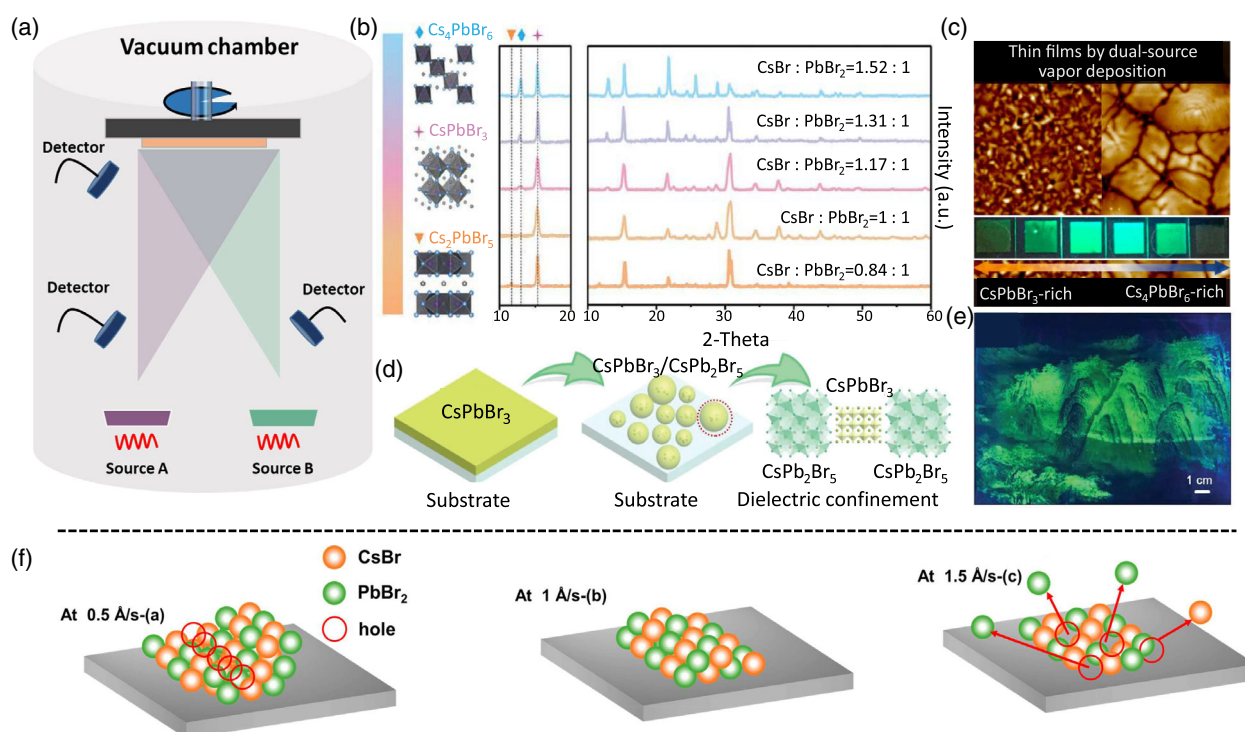 (a)
Vacuum chamber
Detector
Detector
Detector
Source A
Source B
(b)
Cs₄PbBr₆
CsPbBr₃
Cs₂PbBr₅
CsBr : PbBr₂=1.52 : 1
CsBr : PbBr₂=1.31 : 1
CsBr : PbBr₂=1.17 : 1
CsBr : PbBr₂=1 : 1
CsBr : PbBr₂=0.84 : 1
10 20 10 20 30 40 50 60
2-Theta
Intensity (a.u.)
(c)
Thin films by dual-source
vapor deposition
CsPbBr₃-rich
Cs₄PbBr₆-rich
(d)
CsPbBr₃
Substrate
CsPbBr₃/CsPb₂Br₅
Substrate
CsPbBr₃
CsPb₂Br₅
CsPb₂Br₅
Dielectric confinement
(e)
1 cm
(f)
CsBr
PbBr₂
hole
At 0.5 Å/s-(a)
At 1 Å/s-(b)
At 1.5 Å/s-(c)